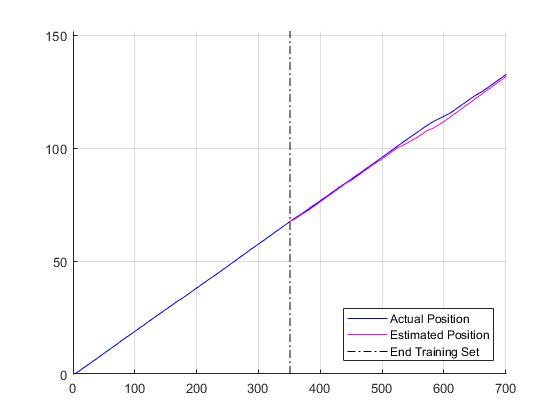 150
100
50
0
0 100 200 300 400 500 600 700
Actual Position
Estimated Position
End Training Set